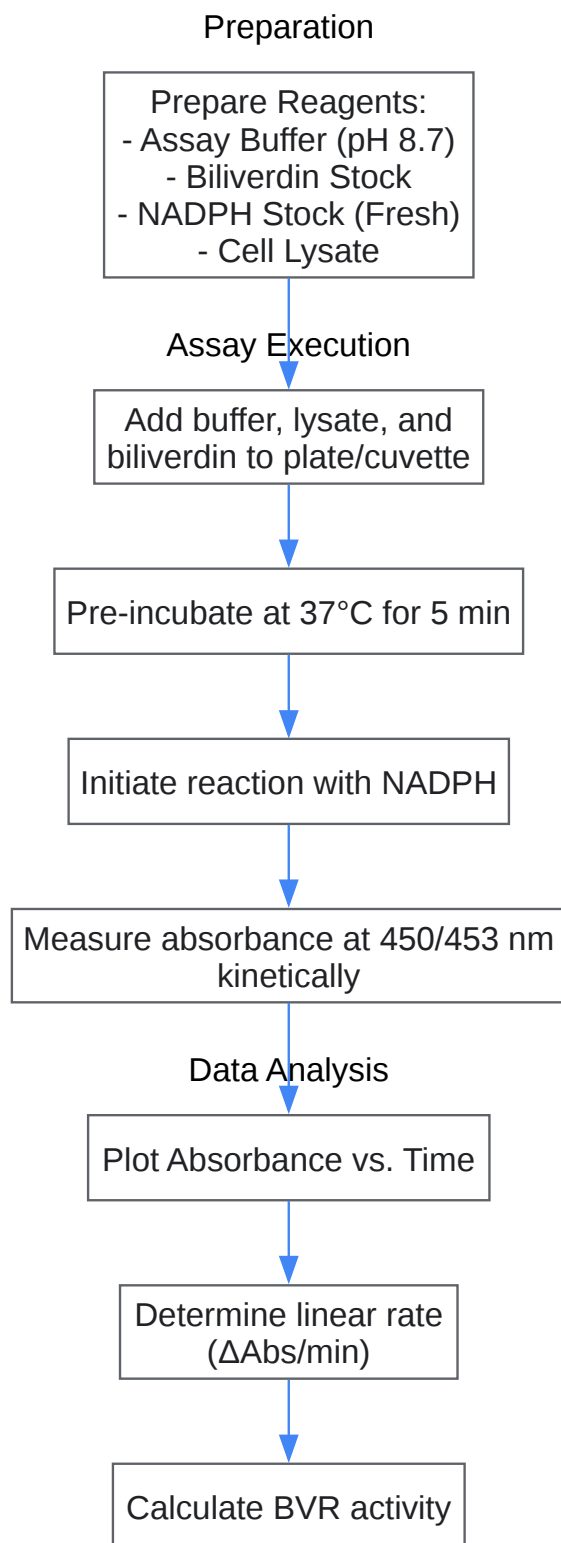 Preparation
Prepare Reagents:
- Assay Buffer (pH 8.7)
- Biliverdin Stock
- NADPH Stock (Fresh)
- Cell Lysate
Assay Execution
Add buffer, lysate, and
biliverdin to plate/cuvette
Pre-incubate at 37°C for 5 min
Initiate reaction with NADPH
Measure absorbance at 450/453 nm
kinetically
Data Analysis
Plot Absorbance vs. Time
Determine linear rate
(ΔAbs/min)
Calculate BVR activity